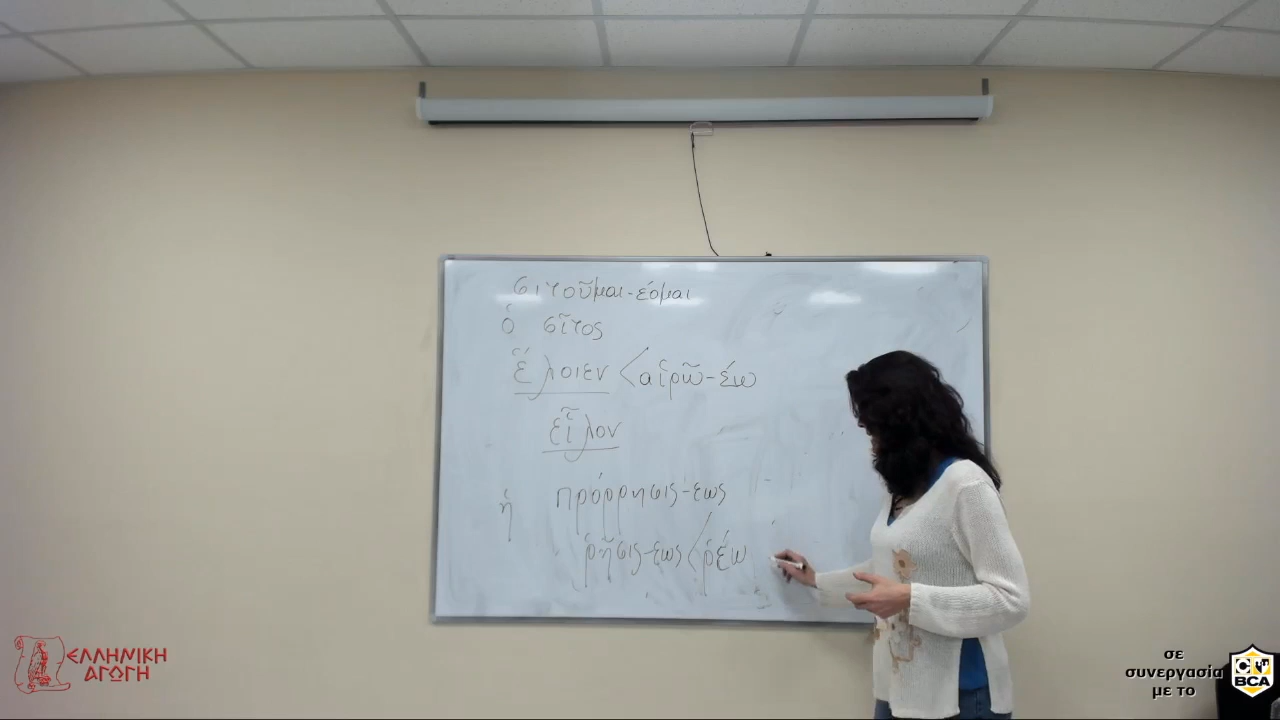 σιτοῦμαι-έομαι
ὁ σῖτος
ἕλοιεν < αἱρῶ-έω
εἷλον
ἡ πρόρρησις-εως
ῥῆσις-εως < ῥέω
ΕΛΛΗΝΙΚΗ
ΑΓΩΓΗ
σε
συνεργασία
με το
BCA